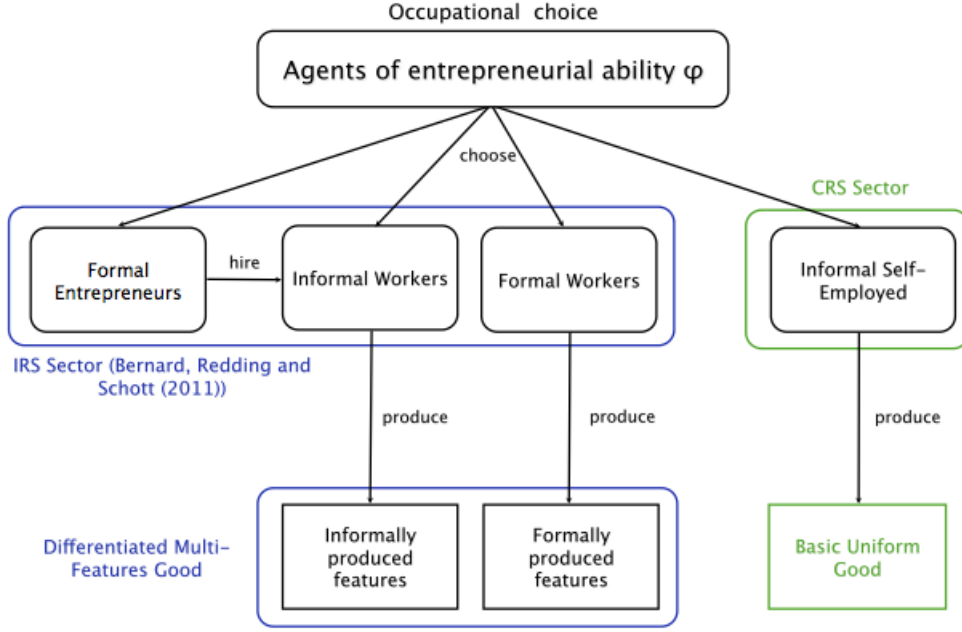 Occupational choice
Agents of entrepreneurial ability φ
choose
CRS Sector
Formal
Entrepreneurs
hire
Informal Workers
Formal Workers
Informal Self-
Employed
IRS Sector (Bernard, Redding and
Schott (2011))
produce
produce
produce
Differentiated Multi-
Features Good
Informally
produced
features
Formally
produced
features
Basic Uniform
Good